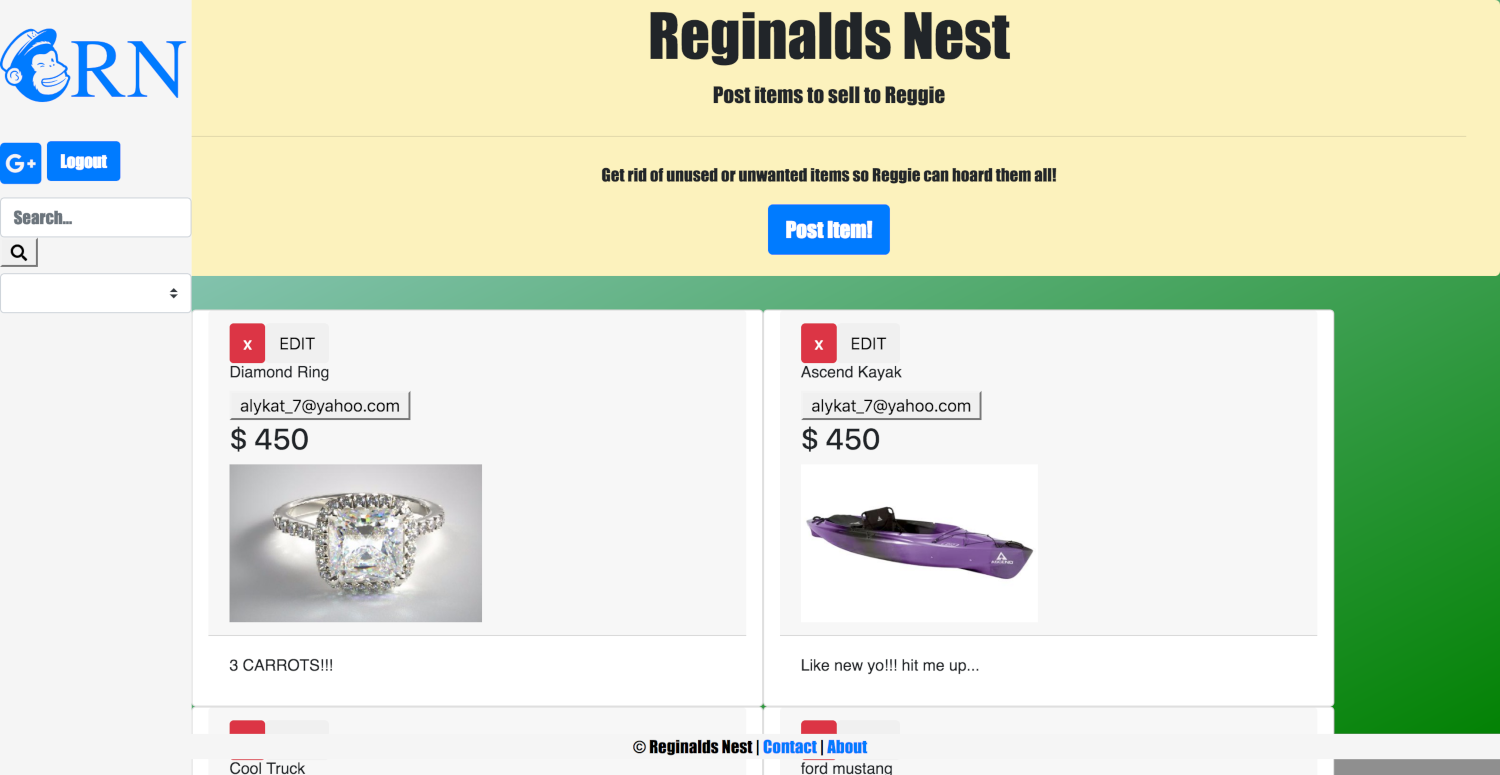 RN
G+ Logout
Search...
Reginalds Nest
Post items to sell to Reggie
Get rid of unused or unwanted items so Reggie can hoard them all!
Post Item!
x EDIT
Diamond Ring
alykat_7@yahoo.com
$ 450
3 CARROTS!!!
x EDIT
Ascend Kayak
alykat_7@yahoo.com
$ 450
ASCEND
Like new yo!!! hit me up...
Cool Truck
ford mustang
© Reginalds Nest | Contact | About